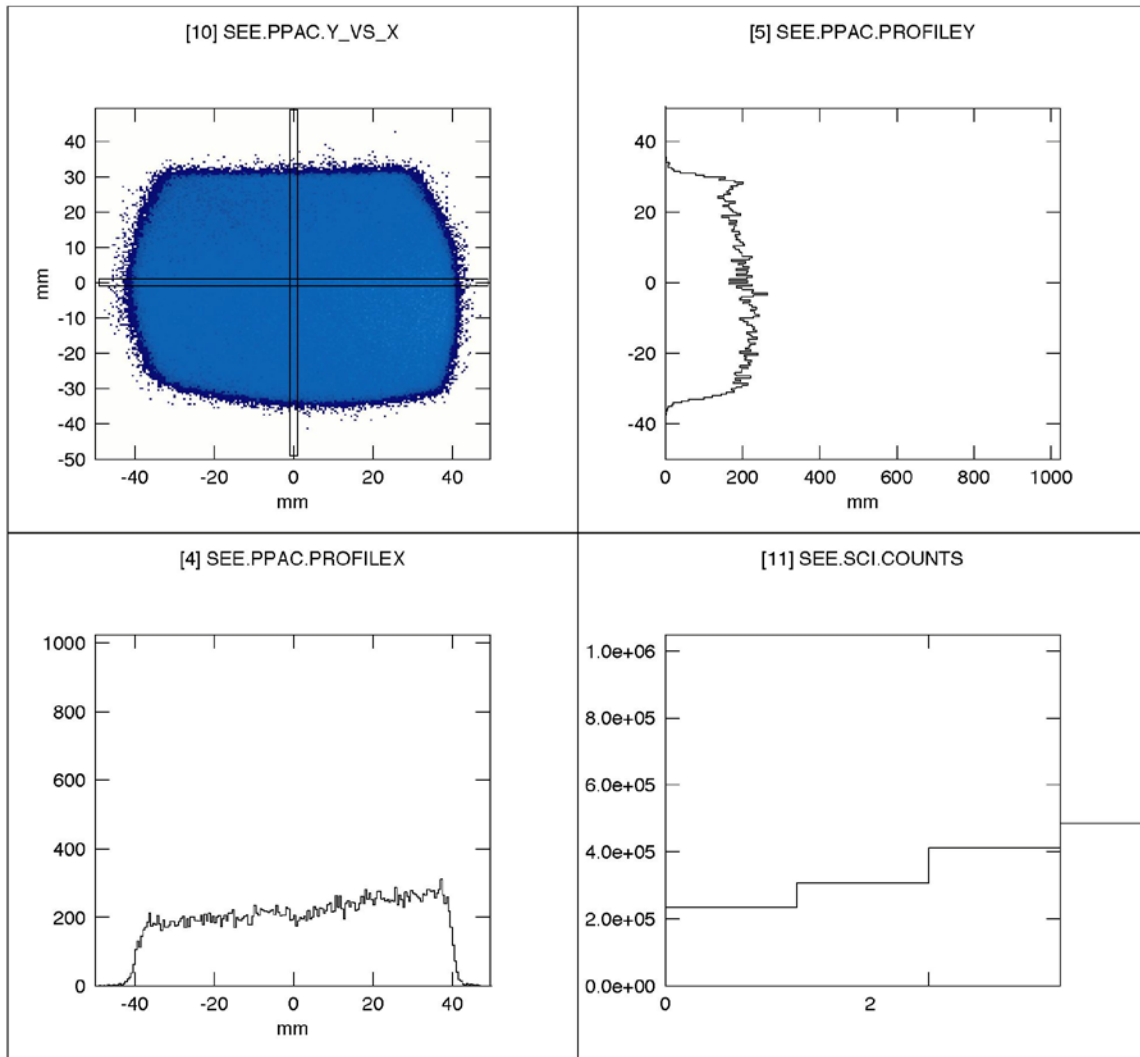 [10] SEE.PPAC.Y_VS_X
40
30
20
10
0
-10
-20
-30
-40
-50
mm
-40 -20 0 20 40
mm
[5] SEE.PPAC.PROFILEY
40
20
0
-20
-40
0 200 400 600 800 1000
mm
[4] SEE.PPAC.PROFILEX
1000
800
600
400
200
0
-40 -20 0 20 40
mm
[11] SEE.SCI.COUNTS
1.0e+06
8.0e+05
6.0e+05
4.0e+05
2.0e+05
0.0e+00
0 2